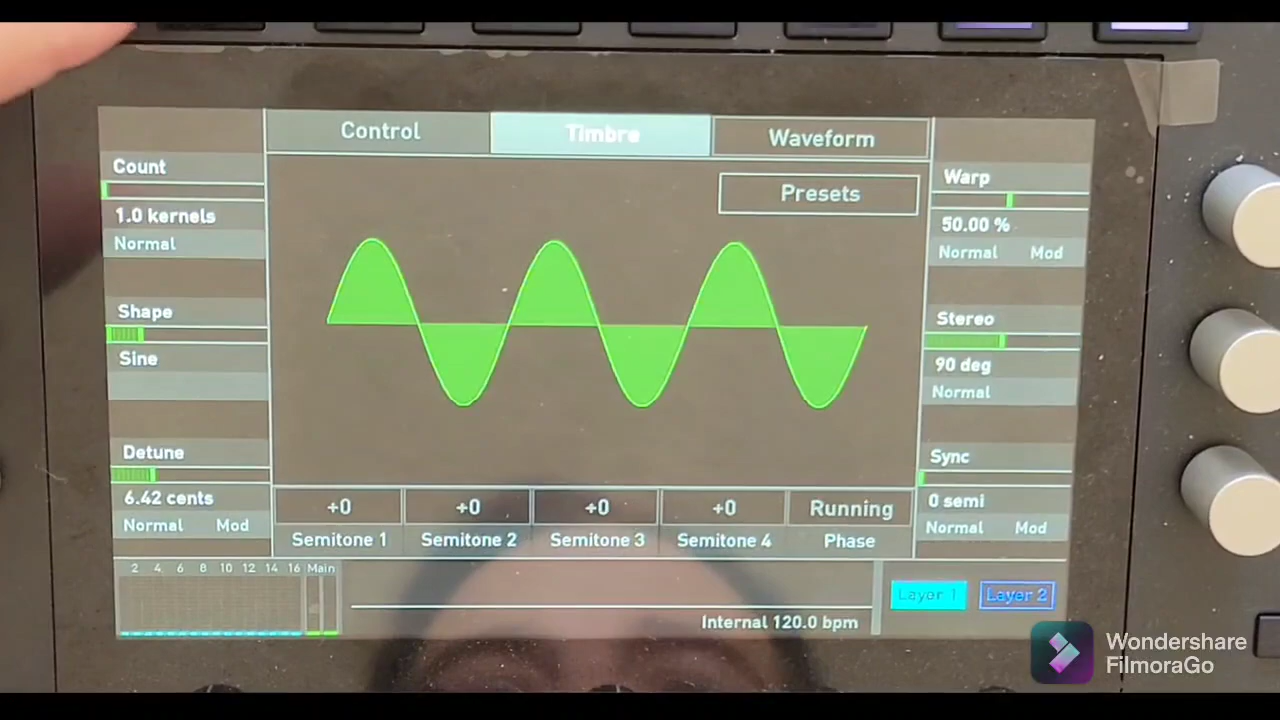 Control Timbre Waveform
Presets
Count
1.0 kernels
Normal
Shape
Sine
Detune
6.42 cents
Normal Mod
Warp
50.00 %
Normal Mod
Stereo
90 deg
Normal
Sync
0 semi
Normal Mod
+0 +0 +0 +0 Running
Semitone 1 Semitone 2 Semitone 3 Semitone 4 Phase
2 4 6 8 10 12 14 16 Main
Layer 1 Layer 2
Internal 120.0 bpm
Wondershare
FilmoraGo